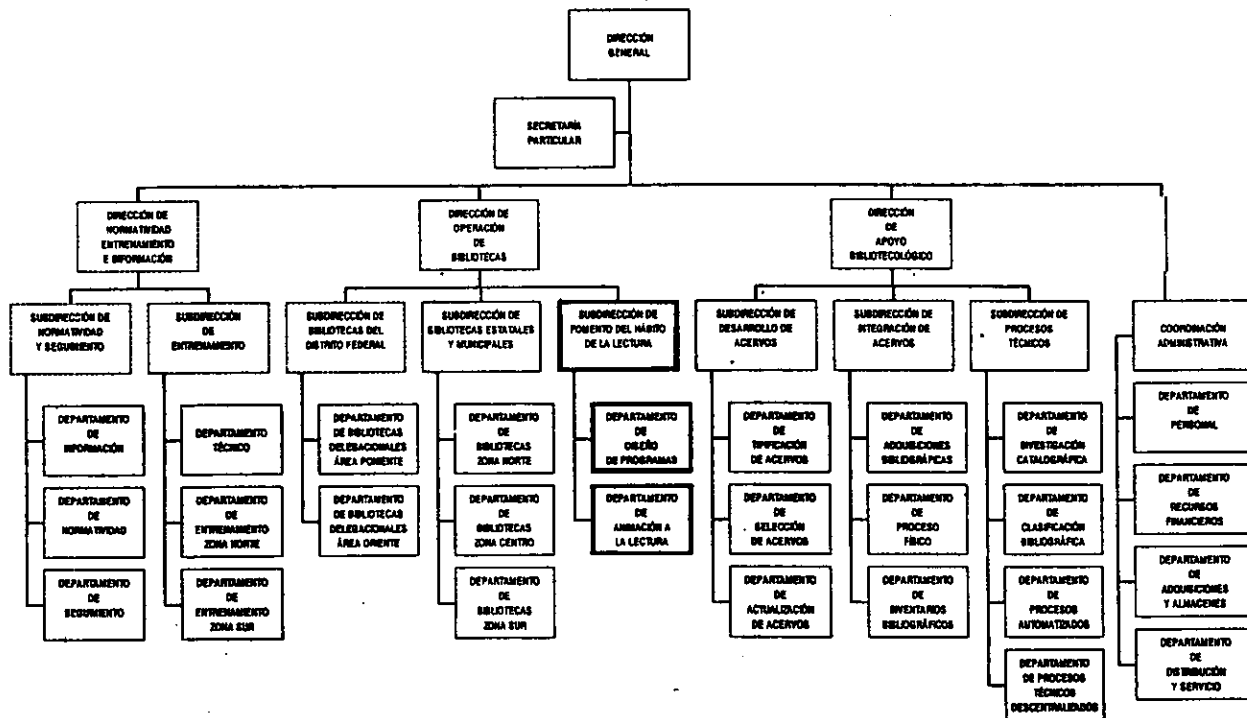 DIRECCIÓN
GENERAL
SECRETARÍA
PARTICULAR
DIRECCIÓN DE
NORMATIVIDAD
ENTRENAMIENTO
E INFORMACIÓN
DIRECCIÓN DE
OPERACIÓN
DE
BIBLIOTECAS
DIRECCIÓN
DE
APOYO
BIBLIOTECOLÓGICO
SUBDIRECCIÓN DE
NORMATIVIDAD
Y SEGUIMIENTO
SUBDIRECCIÓN
DE
ENTRENAMIENTO
SUBDIRECCIÓN DE
BIBLIOTECAS DEL
DISTRITO FEDERAL
SUBDIRECCIÓN DE
BIBLIOTECAS ESTATALES
Y MUNICIPALES
SUBDIRECCIÓN DE
FOMENTO DEL HÁBITO
DE LA LECTURA
SUBDIRECCIÓN DE
DESARROLLO DE
ACERVOS
SUBDIRECCIÓN DE
INTEGRACIÓN DE
ACERVOS
SUBDIRECCIÓN DE
PROCESOS
TÉCNICOS
COORDINACIÓN
ADMINISTRATIVA
DEPARTAMENTO
DE
INFORMACIÓN
DEPARTAMENTO
TÉCNICO
DEPARTAMENTO
DE BIBLIOTECAS
DELEGACIONALES
ÁREA PONIENTE
DEPARTAMENTO
DE
BIBLIOTECAS
ZONA NORTE
DEPARTAMENTO
DE
DISEÑO
DE PROGRAMAS
DEPARTAMENTO
DE
TIPIFICACIÓN
DE ACERVOS
DEPARTAMENTO
DE
ADQUISICIONES
BIBLIOGRÁFICAS
DEPARTAMENTO
DE
INVESTIGACIÓN
CATALOGRÁFICA
DEPARTAMENTO
DE
PERSONAL
DEPARTAMENTO
DE
NORMATIVIDAD
DEPARTAMENTO
DE
ENTRENAMIENTO
ZONA NORTE
DEPARTAMENTO
DE BIBLIOTECAS
DELEGACIONALES
ÁREA ORIENTE
DEPARTAMENTO
DE
BIBLIOTECAS
ZONA CENTRO
DEPARTAMENTO
DE
ANIMACIÓN A
LA LECTURA
DEPARTAMENTO
DE
SELECCIÓN
DE ACERVOS
DEPARTAMENTO
DE
PROCESO
FÍSICO
DEPARTAMENTO
DE
CLASIFICACIÓN
BIBLIOGRÁFICA
DEPARTAMENTO
DE
RECURSOS
FINANCIEROS
DEPARTAMENTO
DE
SEGUIMIENTO
DEPARTAMENTO
DE
ENTRENAMIENTO
ZONA SUR
DEPARTAMENTO
DE
BIBLIOTECAS
ZONA SUR
DEPARTAMENTO
DE
ACTUALIZACIÓN
DE ACERVOS
DEPARTAMENTO
DE
INVENTARIOS
BIBLIOGRÁFICOS
DEPARTAMENTO
DE
PROCESOS
AUTOMATIZADOS
DEPARTAMENTO
DE
ADQUISICIONES
Y ALMACENES
DEPARTAMENTO
DE PROCESOS
TÉCNICOS
DESCENTRALIZADOS
DEPARTAMENTO
DE
DISTRIBUCIÓN
Y SERVICIO